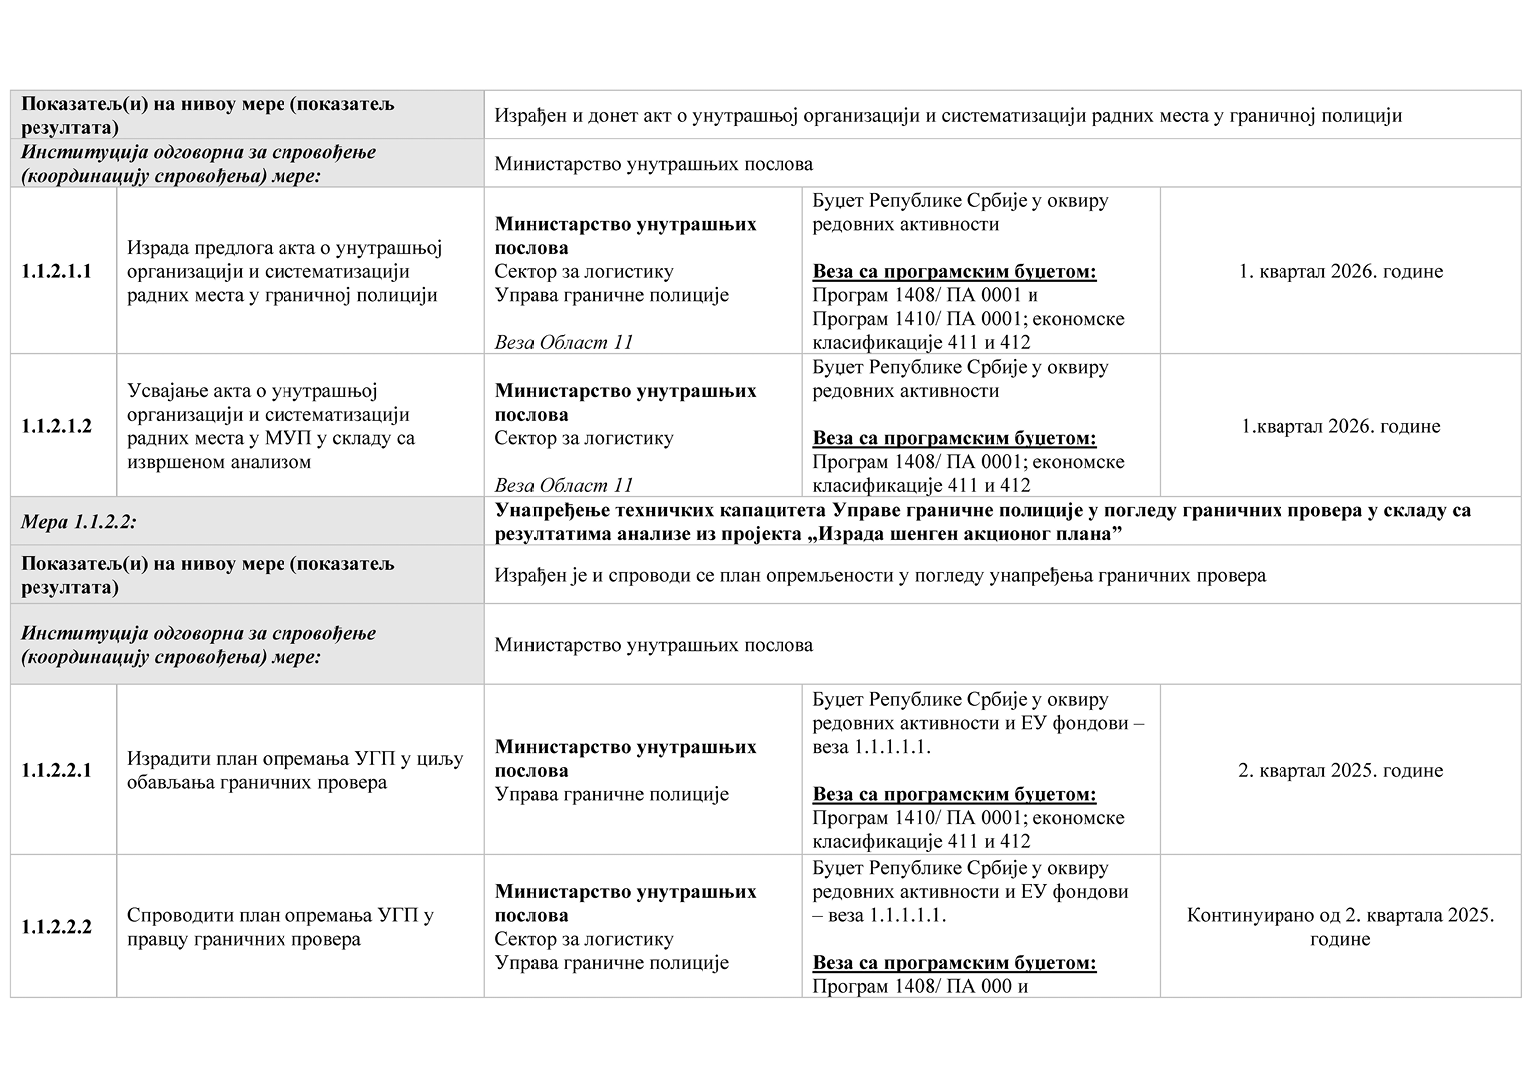 Показатељ(и) на нивоу мере (показатељ
резултата)
Израђен и донет акт о унутрашњој организацији и систематизацији радних места у граничној полицији
Институција одговорна за спровођење
(координацију спровођења) мере:
Министарство унутрашњих послова
1.1.2.1.1
Израда предлога акта о унутрашњој
организацији и систематизацији
радних места у граничној полицији
Министарство унутрашњих
послова
Сектор за логистику
Управа граничне полиције
Веза Област 11
Буџет Републике Србије у оквиру
редовних активности
Веза са програмским буџетом:
Програм 1408/ ПА 0001 и
Програм 1410/ ПА 0001; економске
класификације 411 и 412
1. квартал 2026. године
1.1.2.1.2
Усвајање акта о унутрашњој
организацији и систематизацији
радних места у МУП у складу са
извршеном анализом
Министарство унутрашњих
послова
Сектор за логистику
Веза Област 11
Буџет Републике Србије у оквиру
редовних активности
Веза са програмским буџетом:
Програм 1408/ ПА 0001; економске
класификације 411 и 412
1.квартал 2026. године
Мера 1.1.2.2:
Унапређење техничких капацитета Управе граничне полиције у погледу граничних провера у складу са
резултатима анализе из пројекта „Израда шенген акционог плана”
Показатељ(и) на нивоу мере (показатељ
резултата)
Израђен је и спроводи се план опремљености у погледу унапређења граничних провера
Институција одговорна за спровођење
(координацију спровођења) мере:
Министарство унутрашњих послова
1.1.2.2.1
Израдити план опремања УГП у циљу
обављања граничних провера
Министарство унутрашњих
послова
Управа граничне полиције
Буџет Републике Србије у оквиру
редовних активности и ЕУ фондови –
веза 1.1.1.1.1.
Веза са програмским буџетом:
Програм 1410/ ПА 0001; економске
класификације 411 и 412
2. квартал 2025. године
1.1.2.2.2
Спроводити план опремања УГП у
правцу граничних провера
Министарство унутрашњих
послова
Сектор за логистику
Управа граничне полиције
Буџет Републике Србије у оквиру
редовних активности и ЕУ фондови
– веза 1.1.1.1.1.
Веза са програмским буџетом:
Програм 1408/ ПА 000 и
Континуирано од 2. квартала 2025.
године